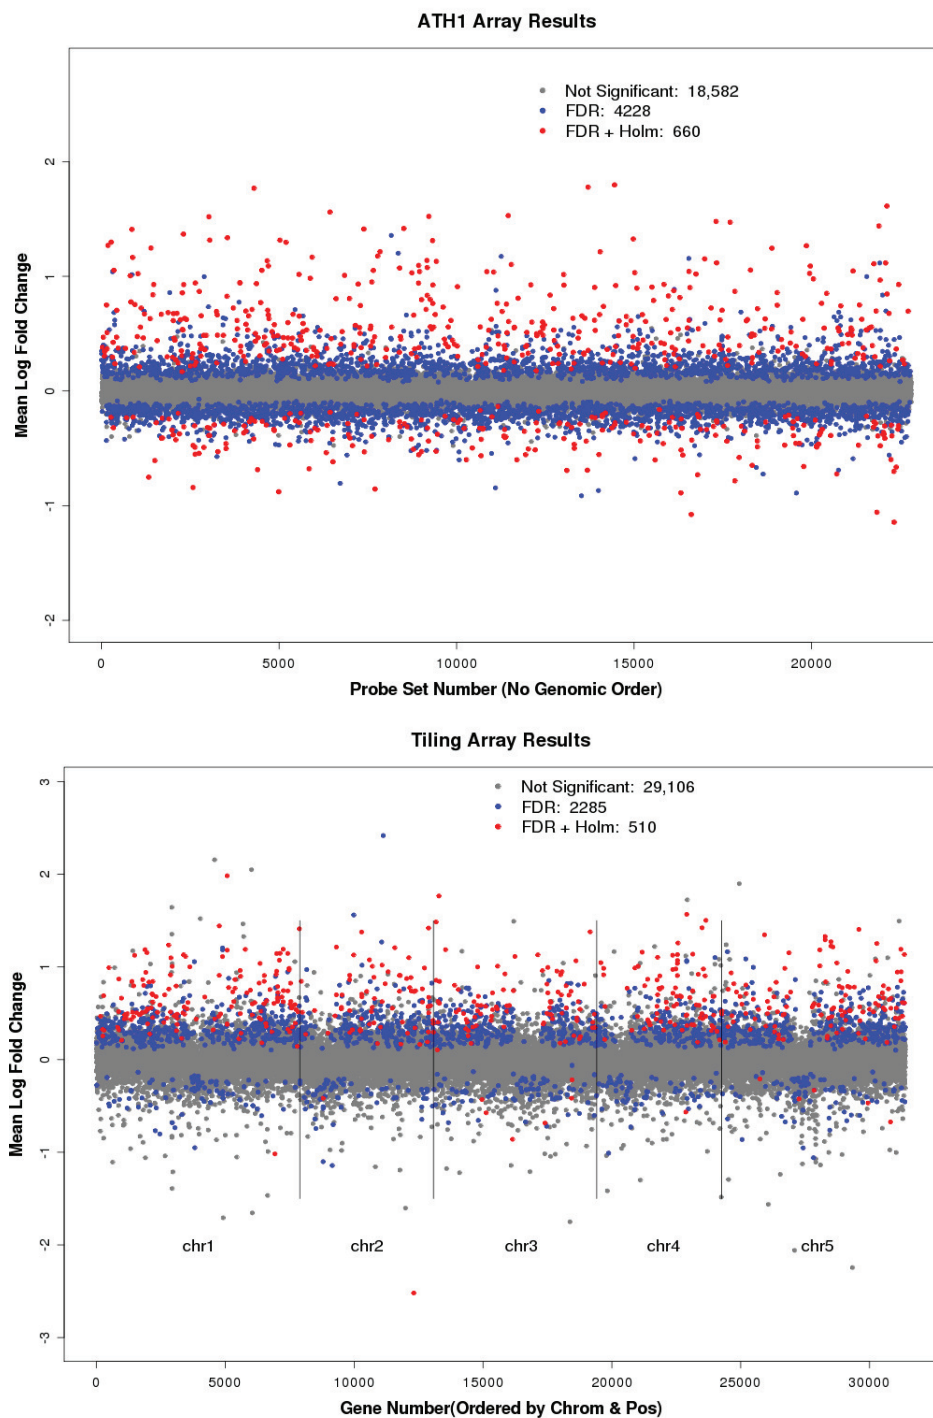 ATH1 Array Results
Not Significant: 18,582
FDR: 4228
FDR + Holm: 660
Mean Log Fold Change
2
1
0
-1
-2
0 5000 10000 15000 20000
Probe Set Number (No Genomic Order)
Tiling Array Results
Not Significant: 29,106
FDR: 2285
FDR + Holm: 510
Mean Log Fold Change
3
2
1
0
-1
-2
-3
chr1 chr2 chr3 chr4 chr5
0 5000 10000 15000 20000 25000 30000
Gene Number(Ordered by Chrom & Pos)